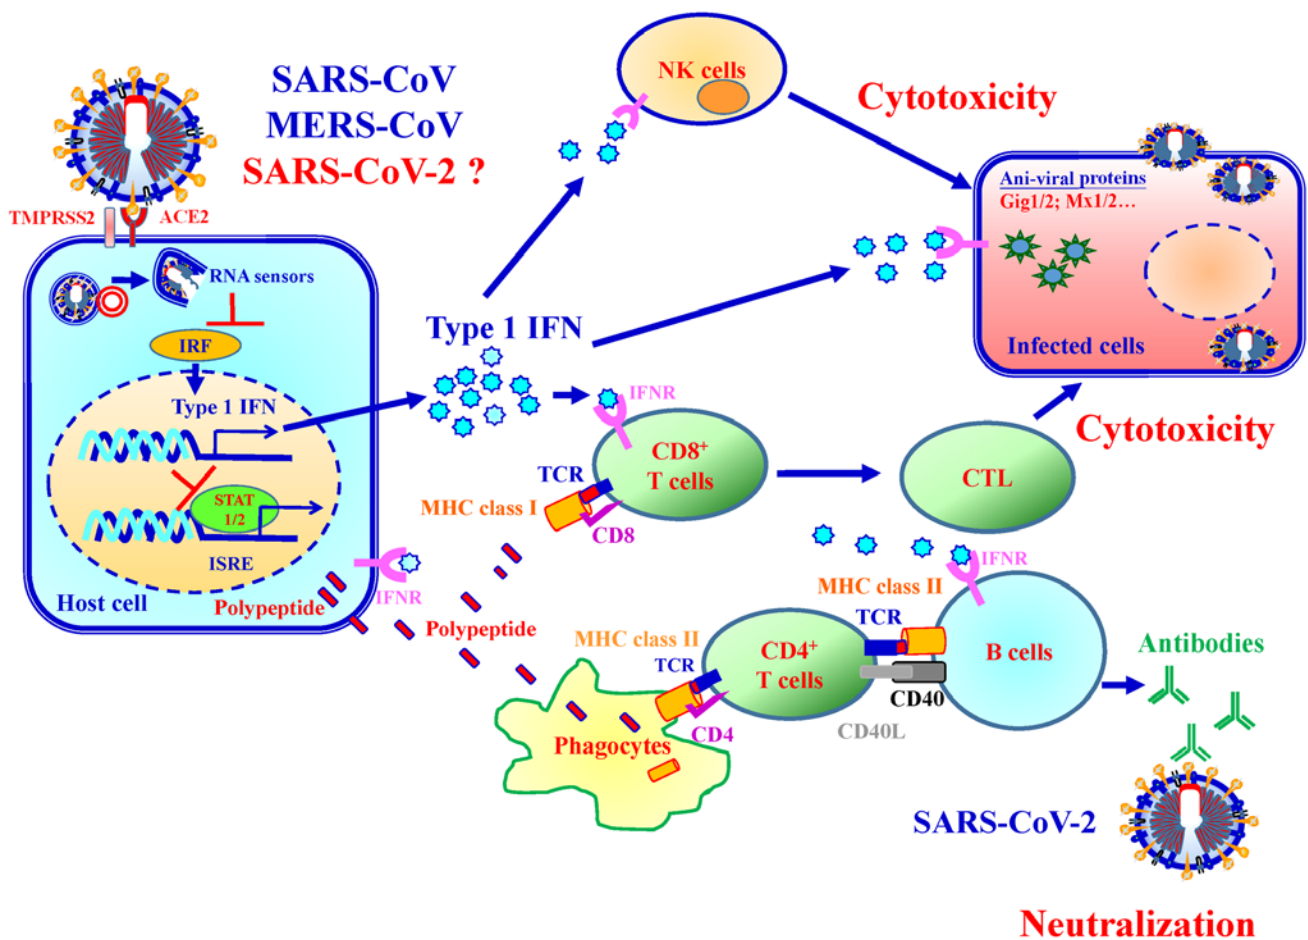 SARS-CoV
MERS-CoV
SARS-CoV-2 ?
TMPRSS2
ACE2
RNA sensors
IRF
Type 1 IFN
STAT
1/2
ISRE
IFNR
Host cell
Polypeptide
Polypeptide
Type 1 IFN
NK cells
Cytotoxicity
Ani-viral proteins
Gig1/2; Mx1/2…
Infected cells
Cytotoxicity
IFNR
CD8+
T cells
TCR
MHC class I
CD8
CTL
IFNR
MHC class II
TCR
B cells
CD40
CD40L
CD4+
T cells
MHC class II
TCR
CD4
Phagocytes
Antibodies
SARS-CoV-2
Neutralization